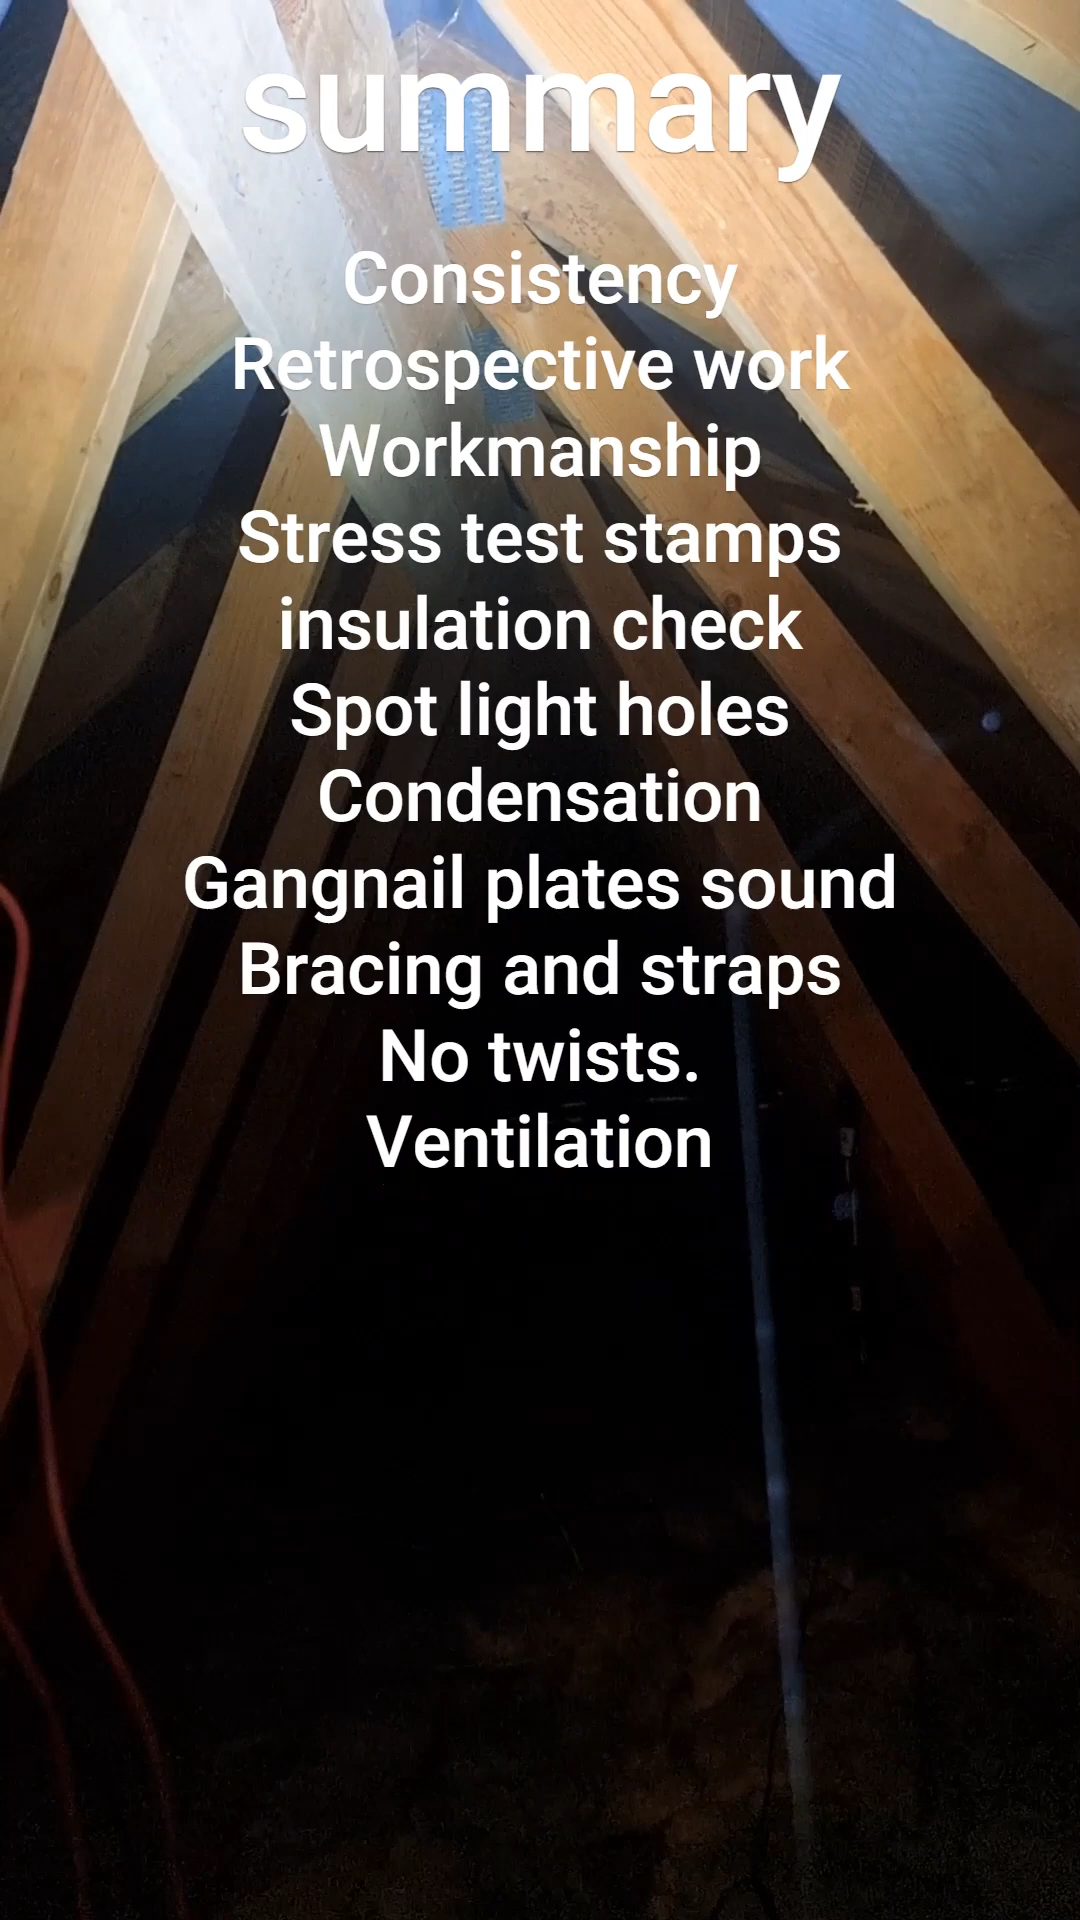 summary
Consistency
Retrospective work
Workmanship
Stress test stamps
insulation check
Spot light holes
Condensation
Gangnail plates sound
Bracing and straps
No twists.
Ventilation